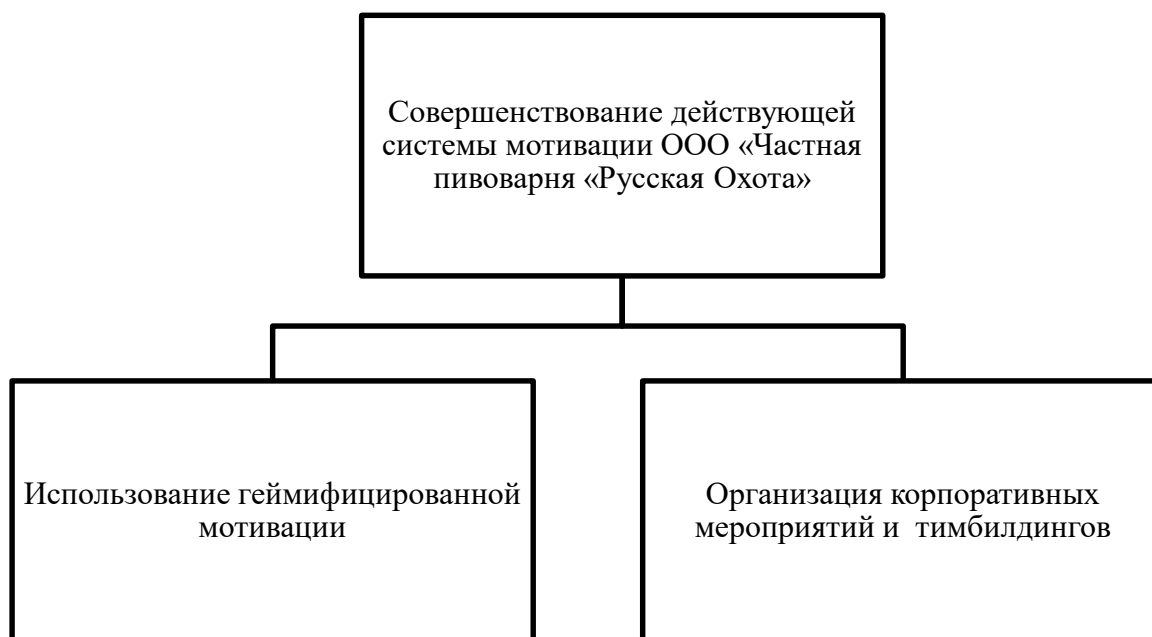 Совершенствование действующей
системы мотивации ООО «Частная
пивоварня «Русская Охота»
Использование геймифицированной
мотивации
Организация корпоративных
мероприятий и тимбилдингов